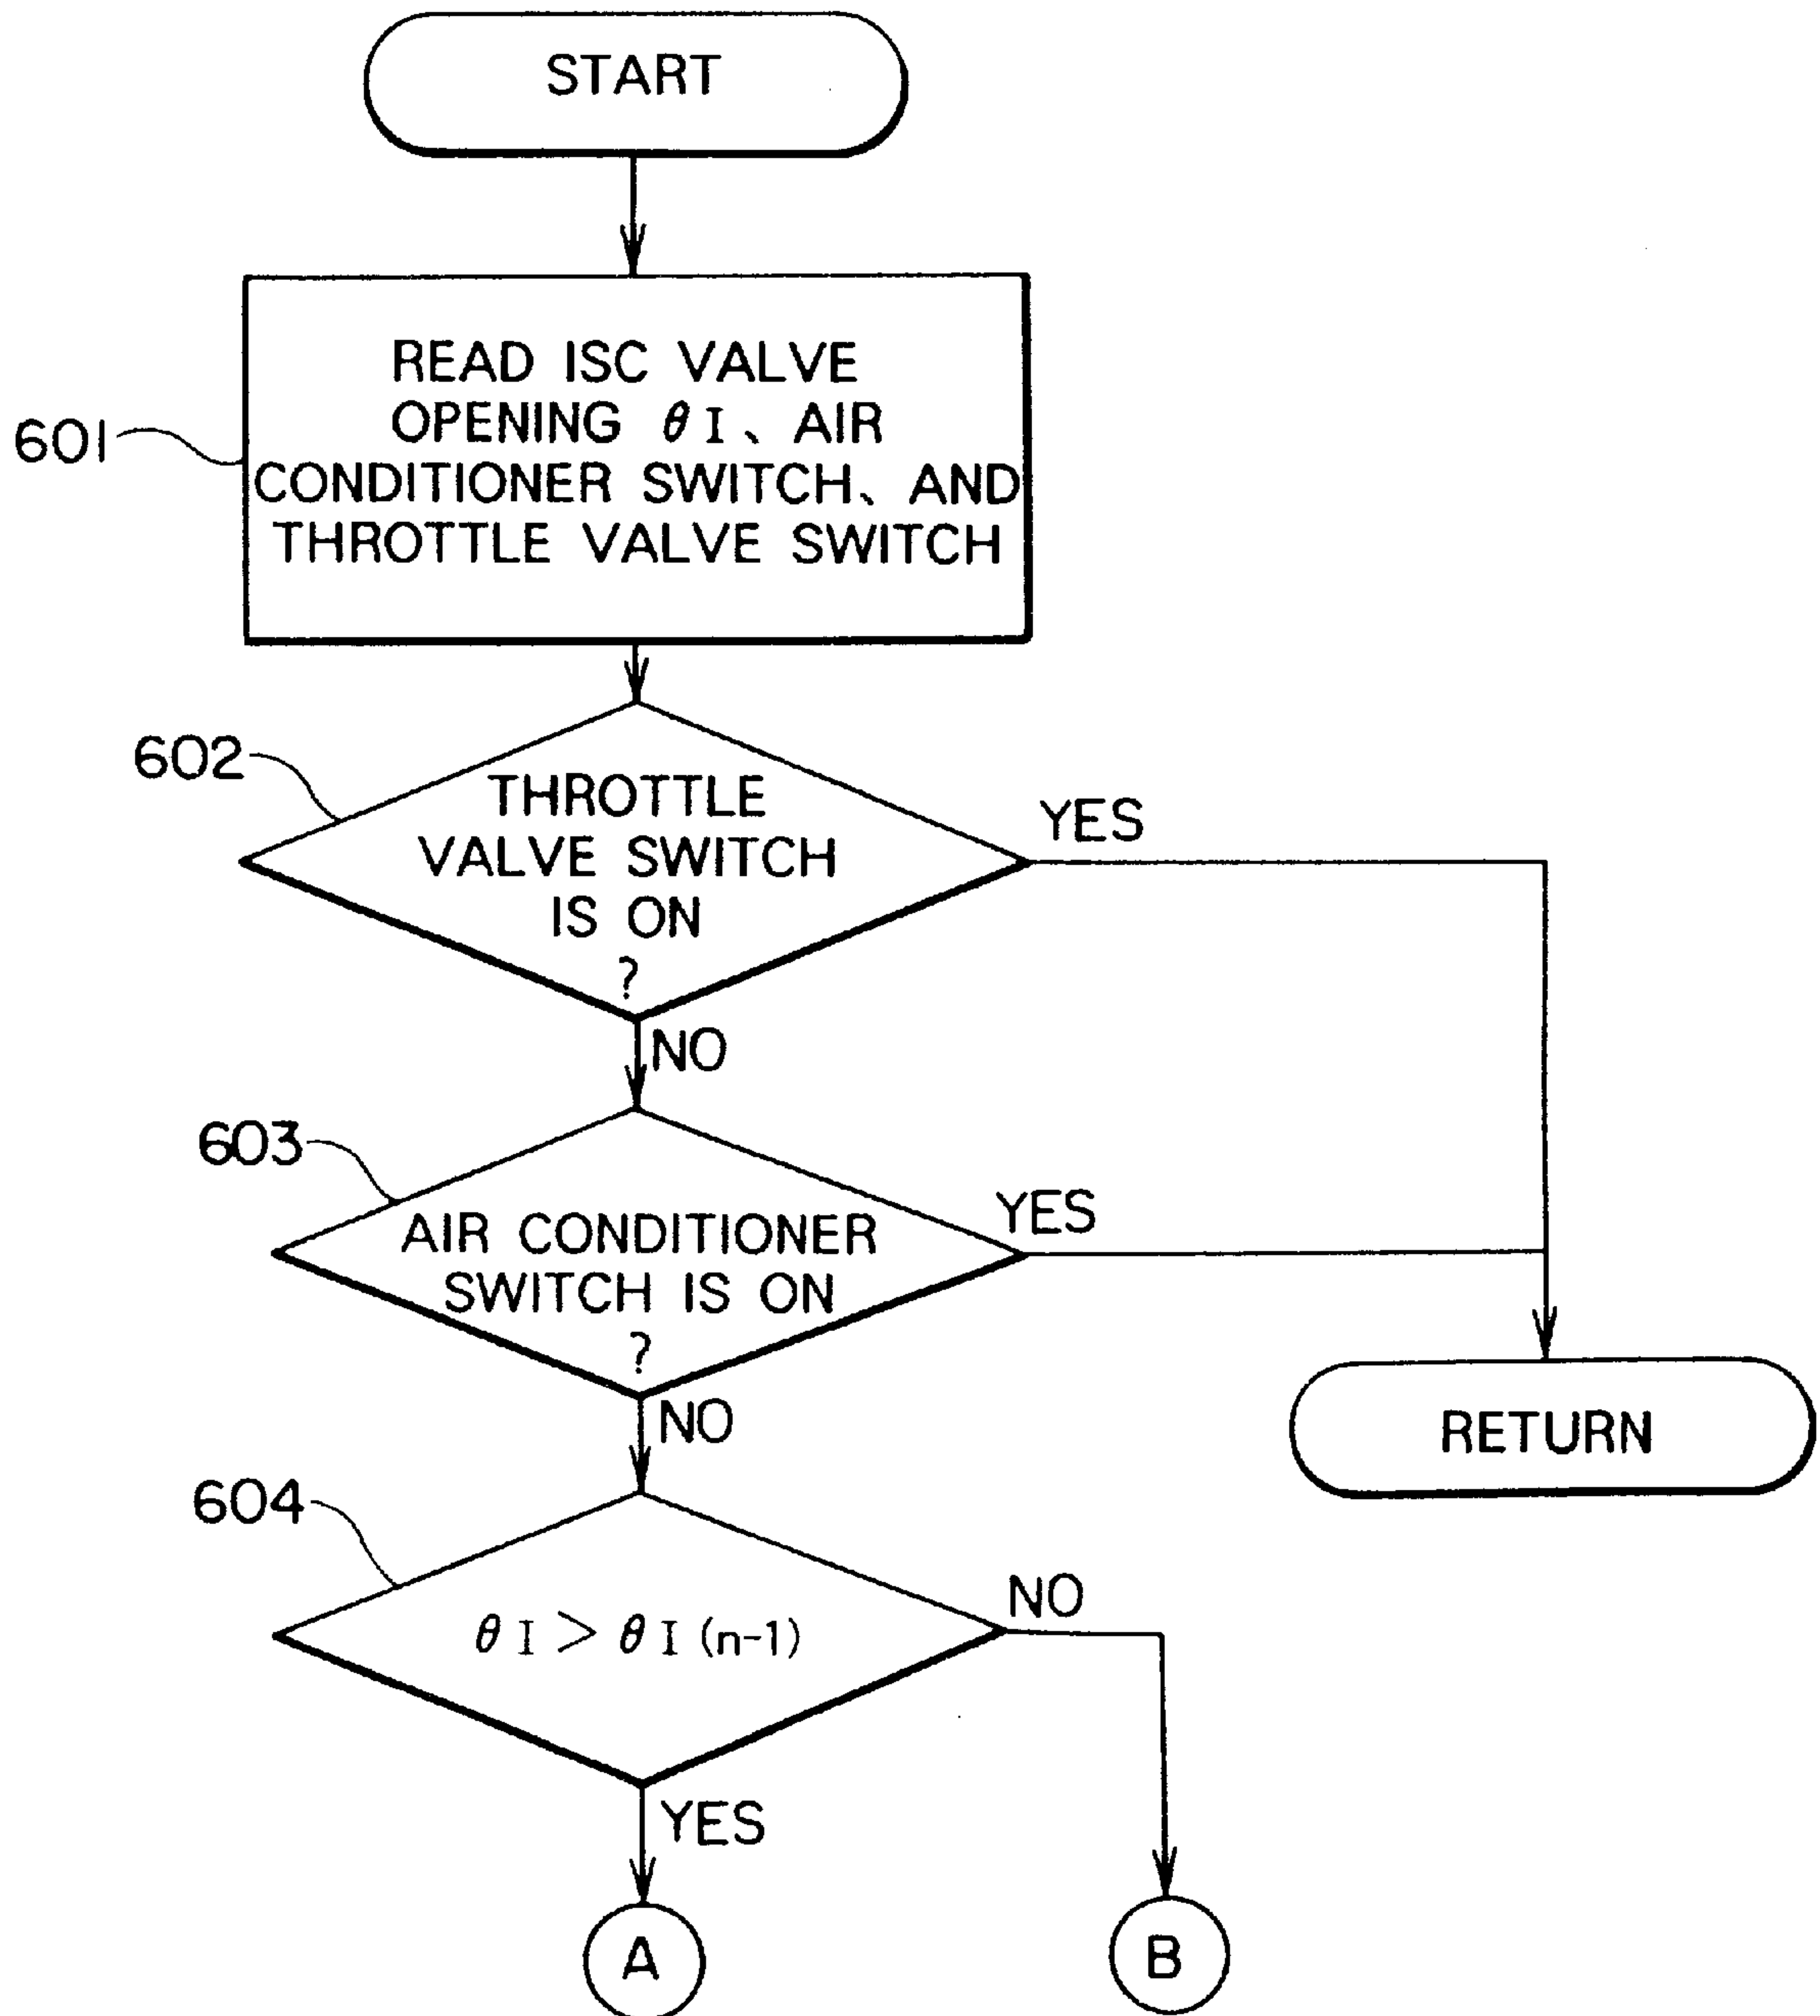 START
601
READ ISC VALVE
OPENING θI、AIR
CONDITIONER SWITCH、AND
THROTTLE VALVE SWITCH
602
THROTTLE
VALVE SWITCH
IS ON
?
YES
NO
603
AIR CONDITIONER
SWITCH IS ON
?
YES
NO
RETURN
604
θI > θI (n-1)
NO
YES
A
B